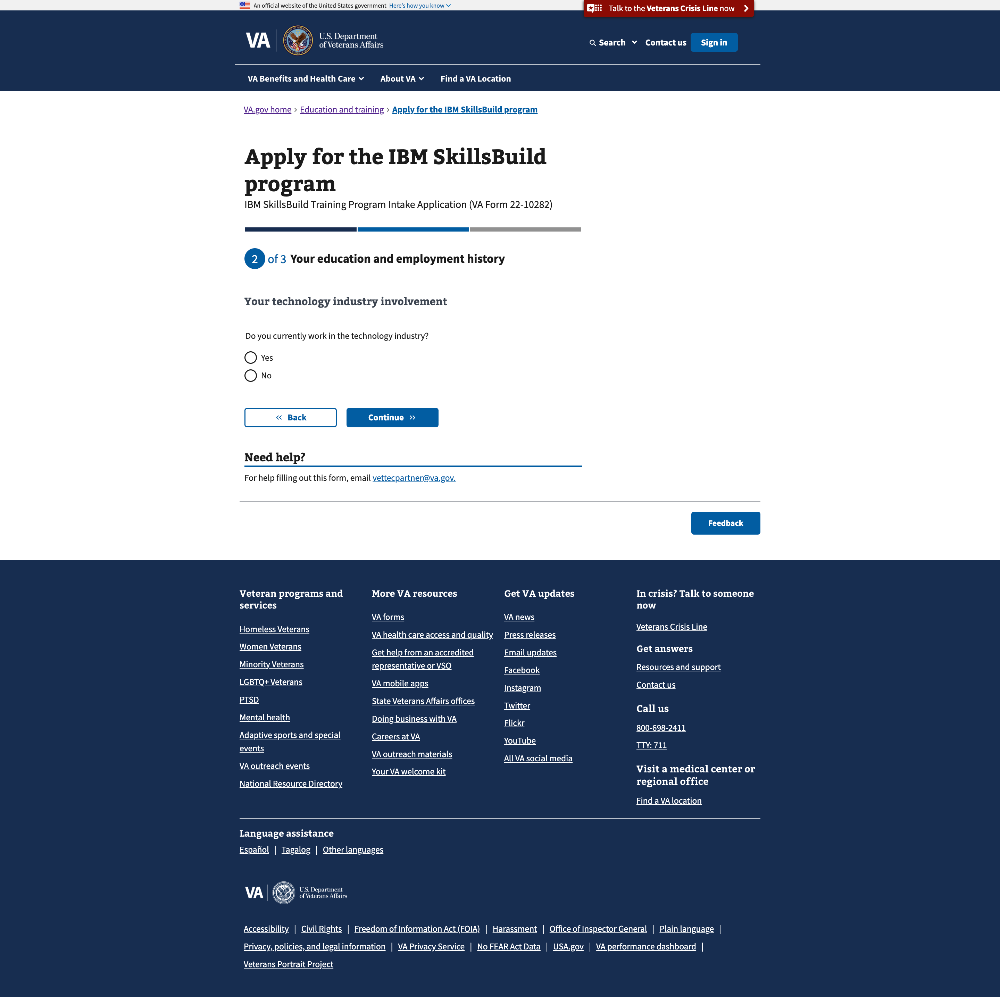 An official website of the United States government Here's how you know
Talk to the Veterans Crisis Line now
VA U.S. Department
of Veterans Affairs
Search Contact us Sign in
VA Benefits and Health Care About VA Find a VA Location
VA.gov home › Education and training › Apply for the IBM SkillsBuild program
Apply for the IBM SkillsBuild
program
IBM SkillsBuild Training Program Intake Application (VA Form 22-10282)
2 of 3 Your education and employment history
Your technology industry involvement
Do you currently work in the technology industry?
Yes
No
Back Continue
Need help?
For help filling out this form, email vettecpartner@va.gov.
Feedback
Veteran programs and
services
Homeless Veterans
Women Veterans
Minority Veterans
LGBTQ+ Veterans
PTSD
Mental health
Adaptive sports and special
events
VA outreach events
National Resource Directory
More VA resources
VA forms
VA health care access and quality
Get help from an accredited
representative or VSO
VA mobile apps
State Veterans Affairs offices
Doing business with VA
Careers at VA
VA outreach materials
Your VA welcome kit
Get VA updates
VA news
Press releases
Email updates
Facebook
Instagram
Twitter
Flickr
YouTube
All VA social media
In crisis? Talk to someone
now
Veterans Crisis Line
Get answers
Resources and support
Contact us
Call us
800-698-2411
TTY: 711
Visit a medical center or
regional office
Find a VA location
Language assistance
Español | Tagalog | Other languages
VA U.S. Department
of Veterans Affairs
Accessibility | Civil Rights | Freedom of Information Act (FOIA) | Harassment | Office of Inspector General | Plain language |
Privacy, policies, and legal information | VA Privacy Service | No FEAR Act Data | USA.gov | VA performance dashboard |
Veterans Portrait Project